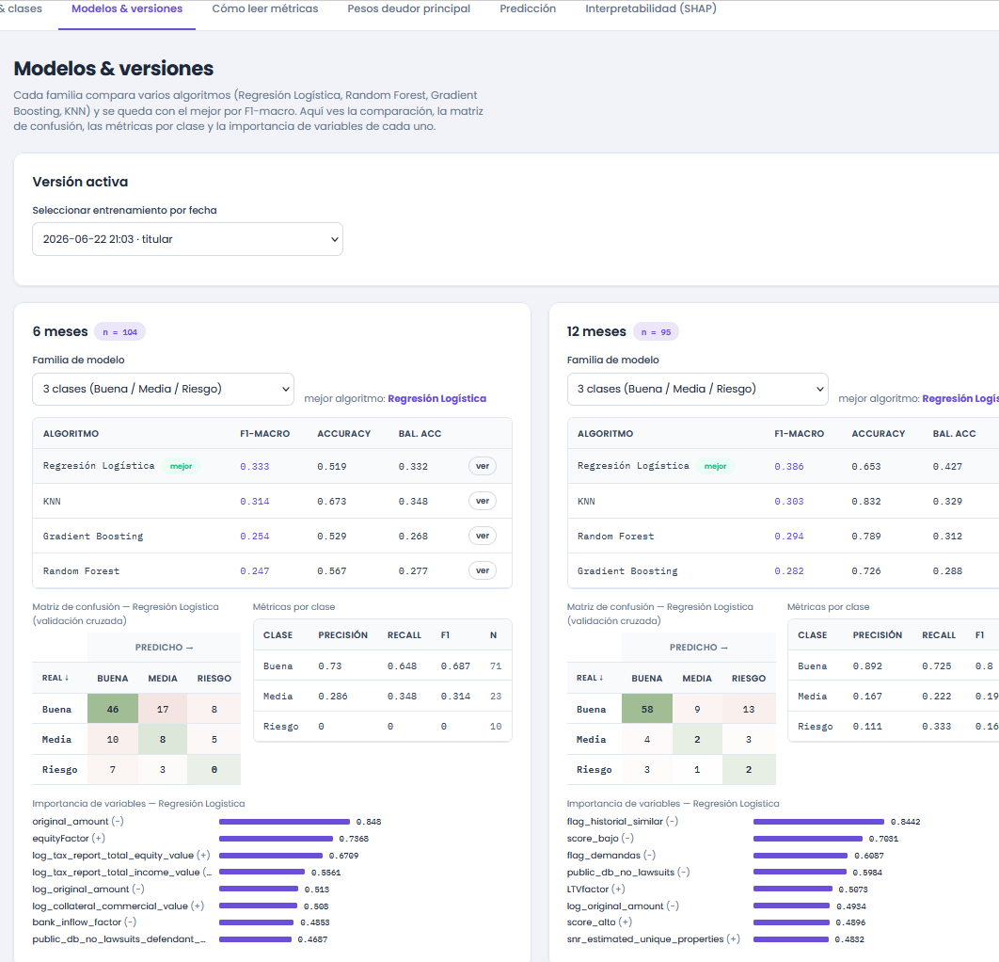 & clases Modelos & versiones Cómo leer métricas Pesos deudor principal Predicción Interpretabilidad (SHAP)
Modelos & versiones
Cada familia compara varios algoritmos (Regresión Logística, Random Forest, Gradient
Boosting, KNN) y se queda con el mejor por F1-macro. Aquí ves la comparación, la matriz
de confusión, las métricas por clase y la importancia de variables de cada uno.
Versión activa
Seleccionar entrenamiento por fecha
2026-06-22 21:03 · titular
6 meses n = 104
Familia de modelo
3 clases (Buena / Media / Riesgo) mejor algoritmo: Regresión Logística
ALGORITMO F1-MACRO ACCURACY BAL. ACC
Regresión Logística mejor 0.333 0.519 0.332 ver
KNN 0.314 0.673 0.348 ver
Gradient Boosting 0.254 0.529 0.268 ver
Random Forest 0.247 0.567 0.277 ver
Matriz de confusión — Regresión Logística
(validación cruzada)
PREDICHO →
REAL ↓ BUENA MEDIA RIESGO
Buena 46 17 8
Media 10 8 5
Riesgo 7 3 0
Métricas por clase
CLASE PRECISIÓN RECALL F1 N
Buena 0.73 0.648 0.687 71
Media 0.286 0.348 0.314 23
Riesgo 0 0 0 10
Importancia de variables — Regresión Logística
original_amount (-) 0.848
equityFactor (+) 0.7368
log_tax_report_total_equity_value (+) 0.6709
log_tax_report_total_income_value (… 0.5561
log_original_amount (-) 0.513
log_collateral_commercial_value (+) 0.508
bank_inflow_factor (-) 0.4853
public_db_no_lawsuits_defendant_… 0.4687
12 meses n = 95
Familia de modelo
3 clases (Buena / Media / Riesgo) mejor algoritmo: Regresión Logís
ALGORITMO F1-MACRO ACCURACY BAL. ACC
Regresión Logística mejor 0.386 0.653 0.427
KNN 0.303 0.832 0.329
Random Forest 0.294 0.789 0.312
Gradient Boosting 0.282 0.726 0.288
Matriz de confusión — Regresión Logística
(validación cruzada)
PREDICHO →
REAL ↓ BUENA MEDIA RIESGO
Buena 58 9 13
Media 4 2 3
Riesgo 3 1 2
Métricas por clase
CLASE PRECISIÓN RECALL F1
Buena 0.892 0.725 0.8
Media 0.167 0.222 0.19
Riesgo 0.111 0.333 0.16
Importancia de variables — Regresión Logística
flag_historial_similar (-) 0.8442
score_bajo (-) 0.7031
flag_demandas (-) 0.6087
public_db_no_lawsuits (-) 0.5984
LTVfactor (+) 0.5073
log_original_amount (-) 0.4934
score_alto (+) 0.4896
snr_estimated_unique_properties (+) 0.4832